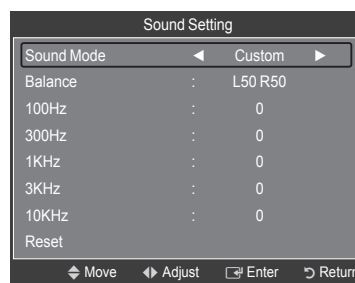 Sound Setting
Sound Mode ◀ Custom ▶
Balance : L50 R50
100Hz : 0
300Hz : 0
1KHz : 0
3KHz : 0
10KHz : 0
Reset
Move Adjust Enter Return